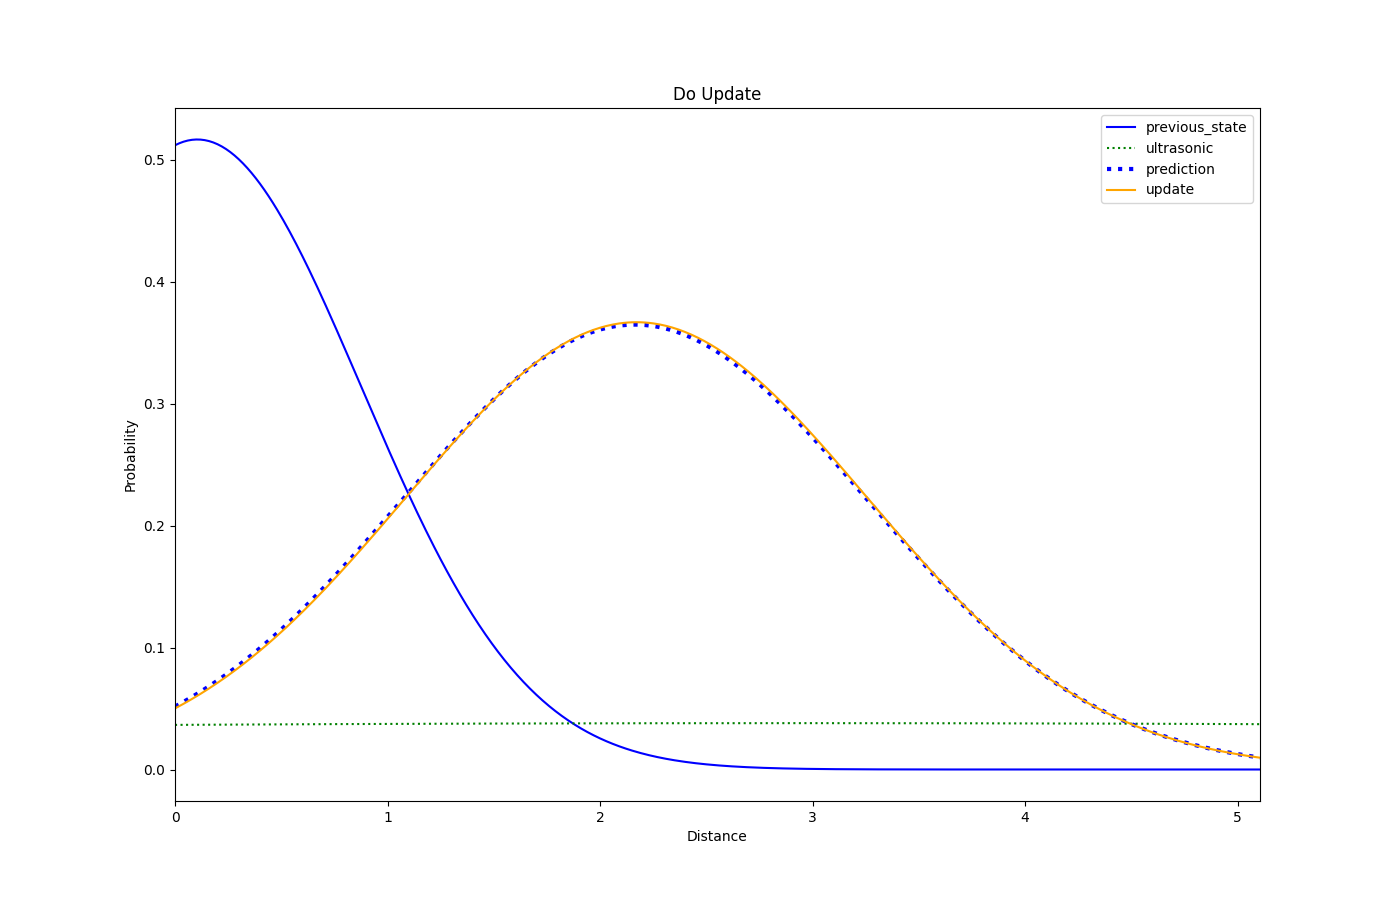 Do Update
previous_state
ultrasonic
prediction
update
Probability
0.5
0.4
0.3
0.2
0.1
0.0
0 1 2 3 4 5
Distance